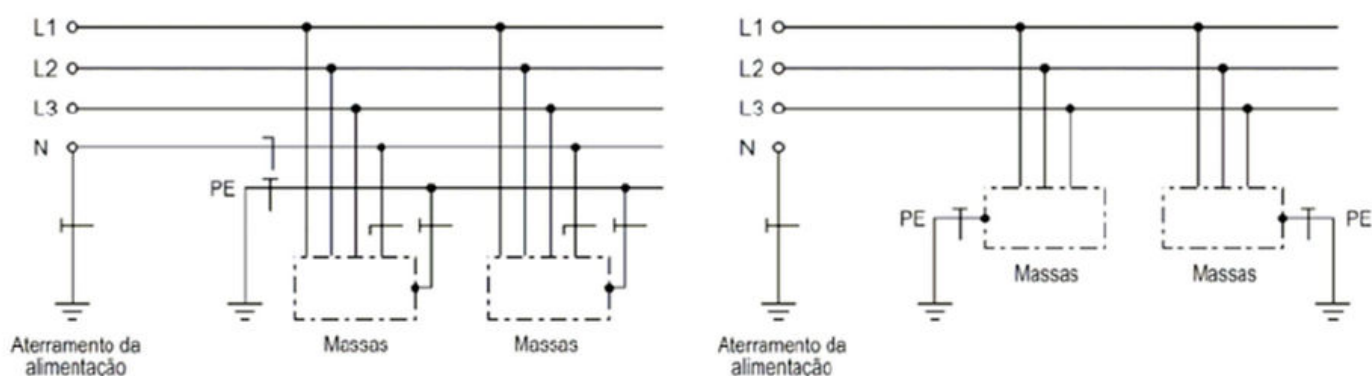 L1
L2
L3
N
PE
Massas
Massas
Aterramento da
alimentação
L1
L2
L3
N
PE
PE
Massas
Massas
Aterramento da
alimentação